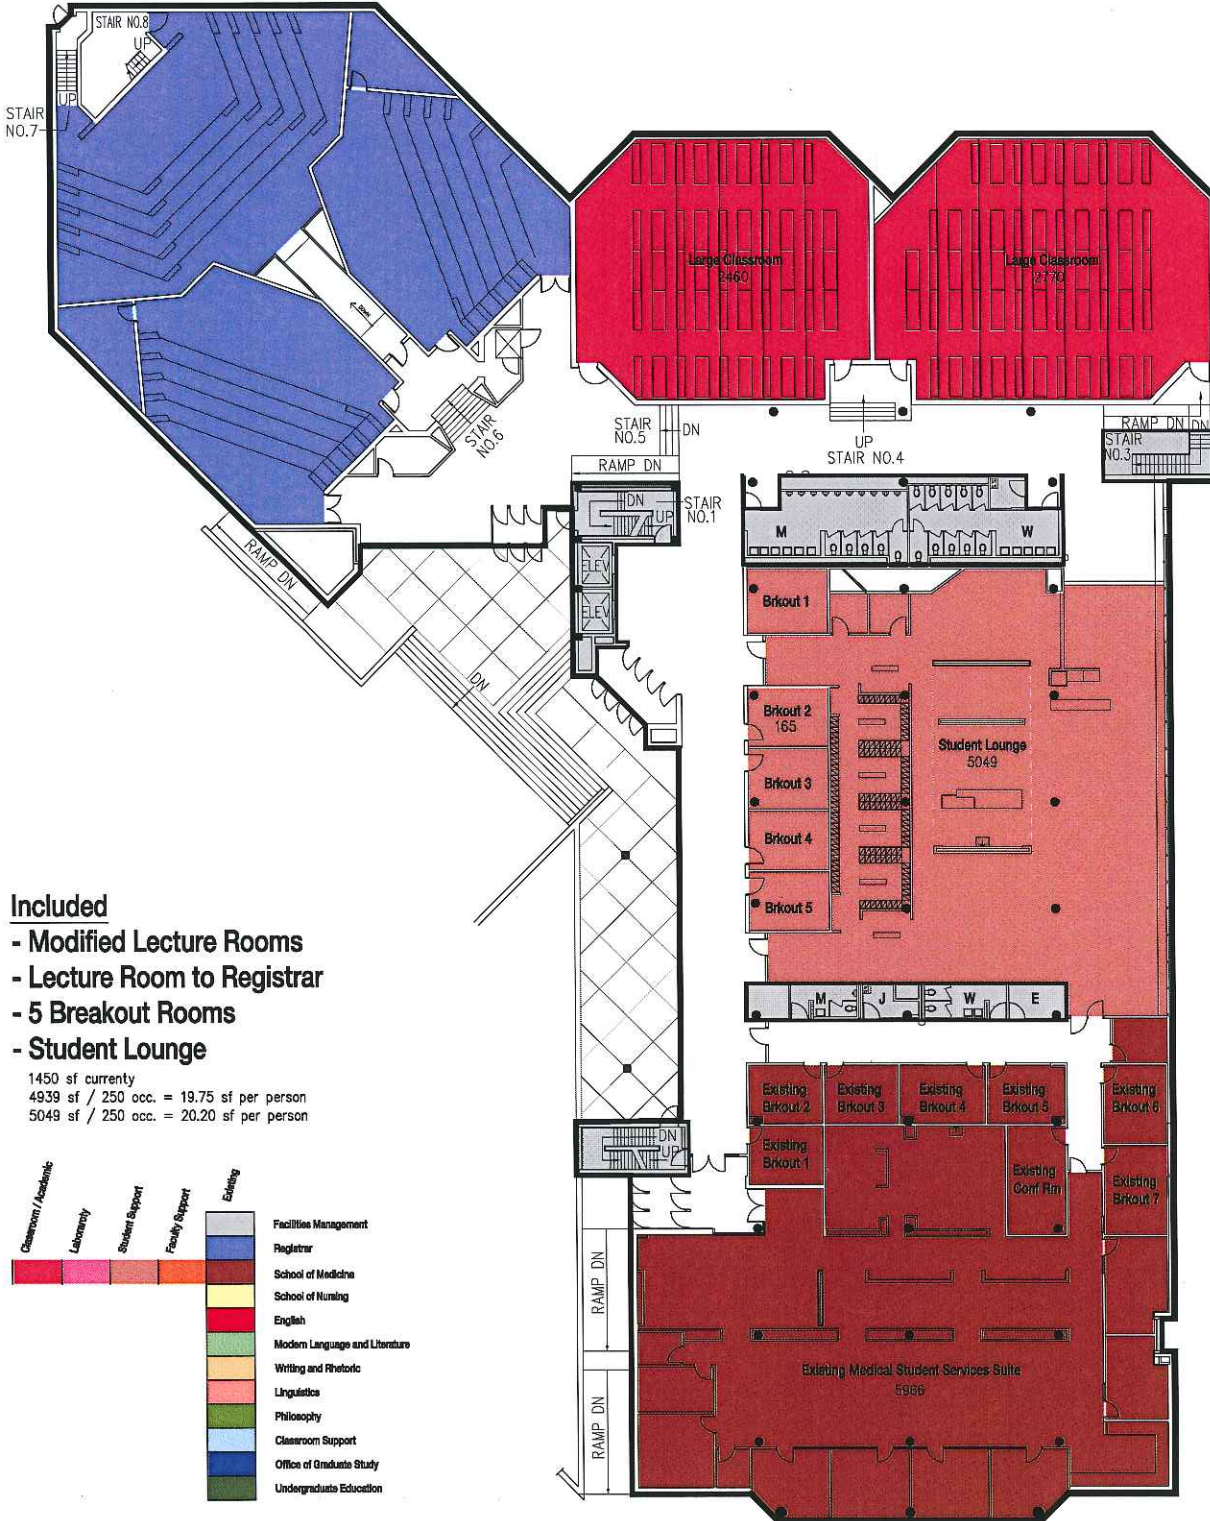 STAIR NO.8
UP
UP
STAIR
NO.7
DOWN
Large Classroom
2460
Large Classroom
2770
STAIR
NO.6
STAIR
NO.5
DN
RAMP DN
UP
STAIR NO.4
RAMP DN
DN
STAIR
NO.3
DN
UP
STAIR
NO.1
M
W
RAMP DN
ELEV
ELEV
DN
Brkout 1
Brkout 2
165
Brkout 3
Brkout 4
Brkout 5
Student Lounge
5049
M
J
W
E
Included
- Modified Lecture Rooms
- Lecture Room to Registrar
- 5 Breakout Rooms
- Student Lounge
1450 sf currenty
4939 sf / 250 occ. = 19.75 sf per person
5049 sf / 250 occ. = 20.20 sf per person
Existing
Brkout 2
Existing
Brkout 3
Existing
Brkout 4
Existing
Brkout 5
Existing
Brkout 6
DN
UP
Existing
Brkout 1
Existing
Conf Rm
Existing
Brkout 7
RAMP DN
RAMP DN
Existing Medical Student Services Suite
5966
Classroom / Academic
Laboraroty
Student Support
Faculty Support
Existing
Facilities Management
Registrar
School of Medicine
School of Nursing
English
Modern Language and Literature
Writing and Rhetoric
Linguistics
Philosophy
Classroom Support
Office of Graduate Study
Undergraduate Education